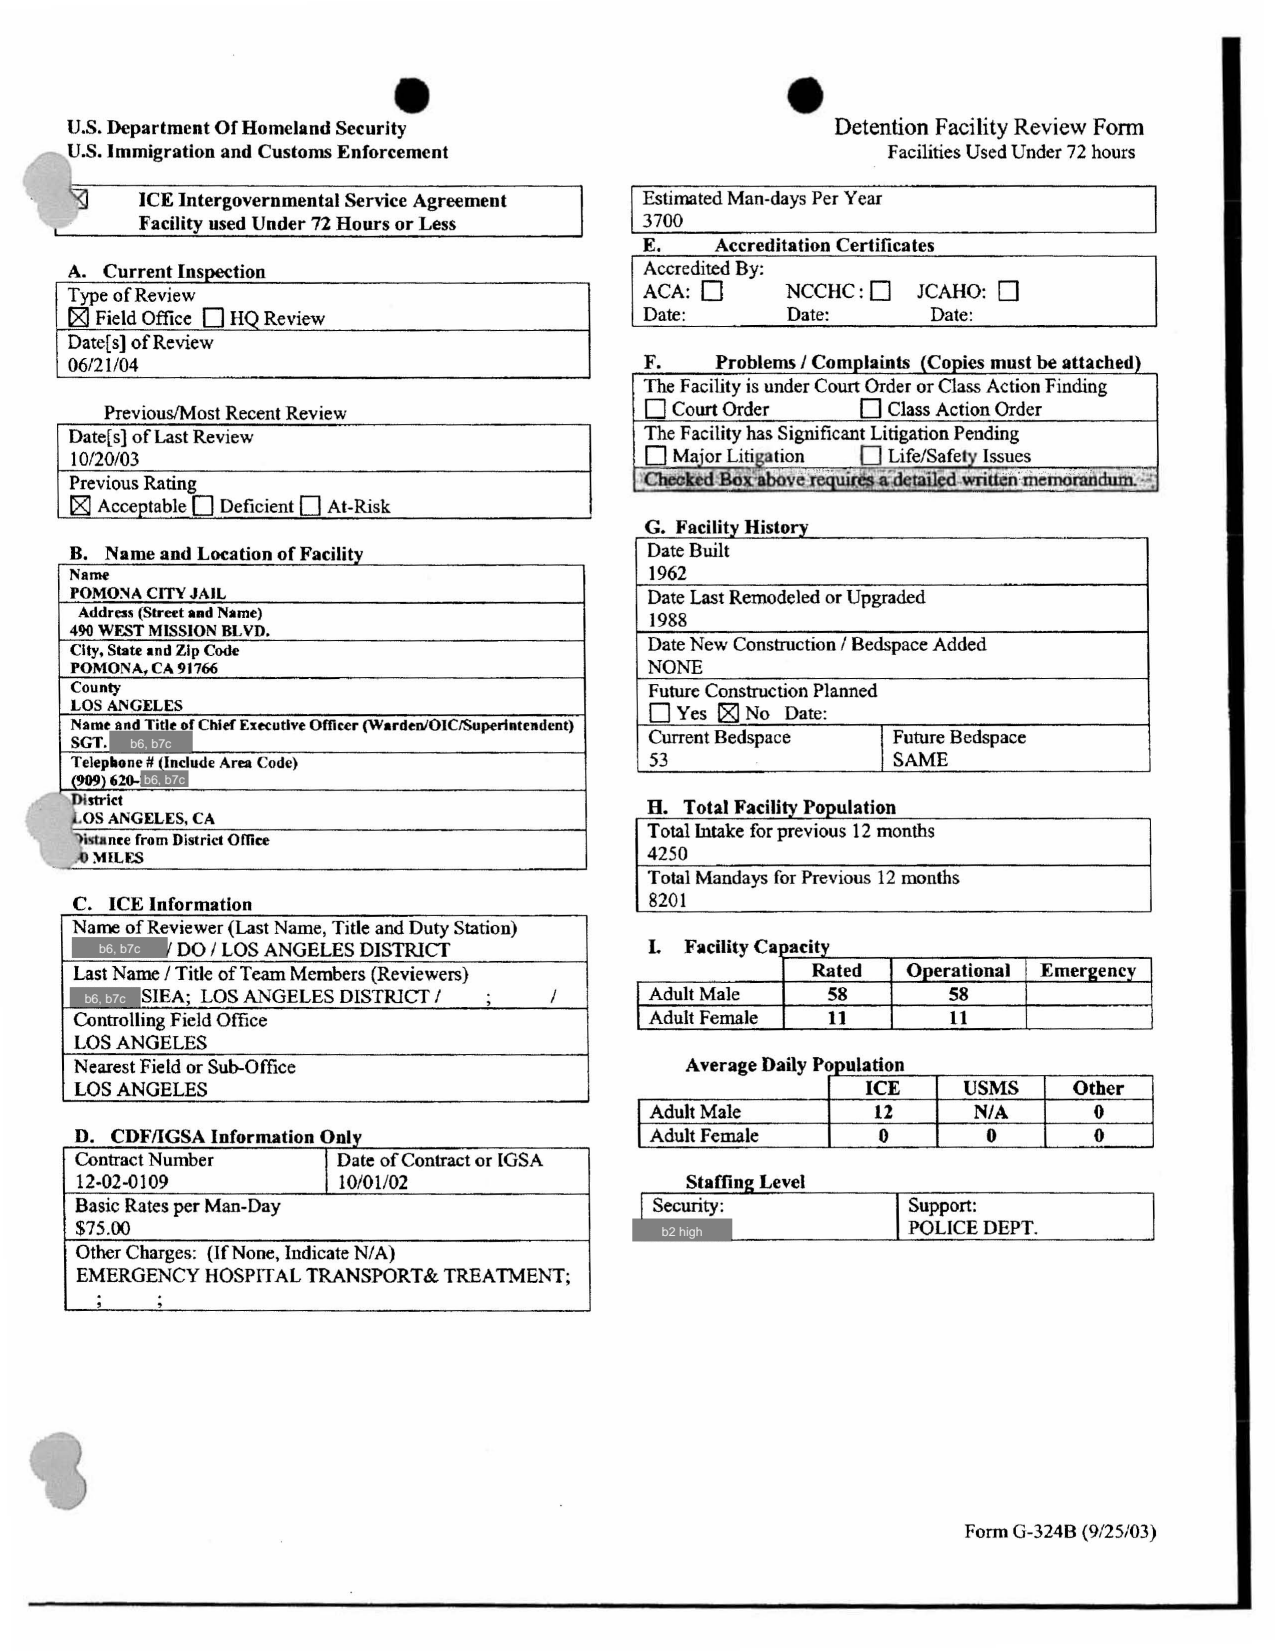 U.S. Department Of Homeland Security
U.S. Immigration and Customs Enforcement
Detention Facility Review Form
Facilities Used Under 72 hours
ICE Intergovernmental Service Agreement
Facility used Under 72 Hours or Less
A. Current Inspection
Type of Review
☒ Field Office ☐ HQ Review
Date[s] of Review
06/21/04
Previous/Most Recent Review
Date[s] of Last Review
10/20/03
Previous Rating
☒ Acceptable ☐ Deficient ☐ At-Risk
B. Name and Location of Facility
Name
POMONA CITY JAIL
Address (Street and Name)
490 WEST MISSION BLVD.
City, State and Zip Code
POMONA, CA 91766
County
LOS ANGELES
Name and Title of Chief Executive Officer (Warden/OIC/Superintendent)
SGT. b6, b7c
Telephone # (Include Area Code)
(909) 620- b6, b7c
District
LOS ANGELES, CA
Distance from District Office
MILES
C. ICE Information
Name of Reviewer (Last Name, Title and Duty Station)
b6, b7c / DO / LOS ANGELES DISTRICT
Last Name / Title of Team Members (Reviewers)
b6, b7c SIEA; LOS ANGELES DISTRICT / ; /
Controlling Field Office
LOS ANGELES
Nearest Field or Sub-Office
LOS ANGELES
D. CDF/IGSA Information Only
Contract Number Date of Contract or IGSA
12-02-0109 10/01/02
Basic Rates per Man-Day
$75.00
Other Charges: (If None, Indicate N/A)
EMERGENCY HOSPITAL TRANSPORT& TREATMENT;
; ;
Estimated Man-days Per Year
3700
E. Accreditation Certificates
Accredited By:
ACA: ☐ NCCHC : ☐ JCAHO: ☐
Date: Date: Date:
F. Problems / Complaints (Copies must be attached)
The Facility is under Court Order or Class Action Finding
☐ Court Order ☐ Class Action Order
The Facility has Significant Litigation Pending
☐ Major Litigation ☐ Life/Safety Issues
Checked Box above requires a detailed written memorandum.
G. Facility History
Date Built
1962
Date Last Remodeled or Upgraded
1988
Date New Construction / Bedspace Added
NONE
Future Construction Planned
☐ Yes ☒ No Date:
Current Bedspace Future Bedspace
53 SAME
H. Total Facility Population
Total Intake for previous 12 months
4250
Total Mandays for Previous 12 months
8201
I. Facility Capacity
Rated Operational Emergency
Adult Male 58 58
Adult Female 11 11
Average Daily Population
ICE USMS Other
Adult Male 12 N/A 0
Adult Female 0 0 0
Staffing Level
Security: Support:
b2 high POLICE DEPT.
Form G-324B (9/25/03)